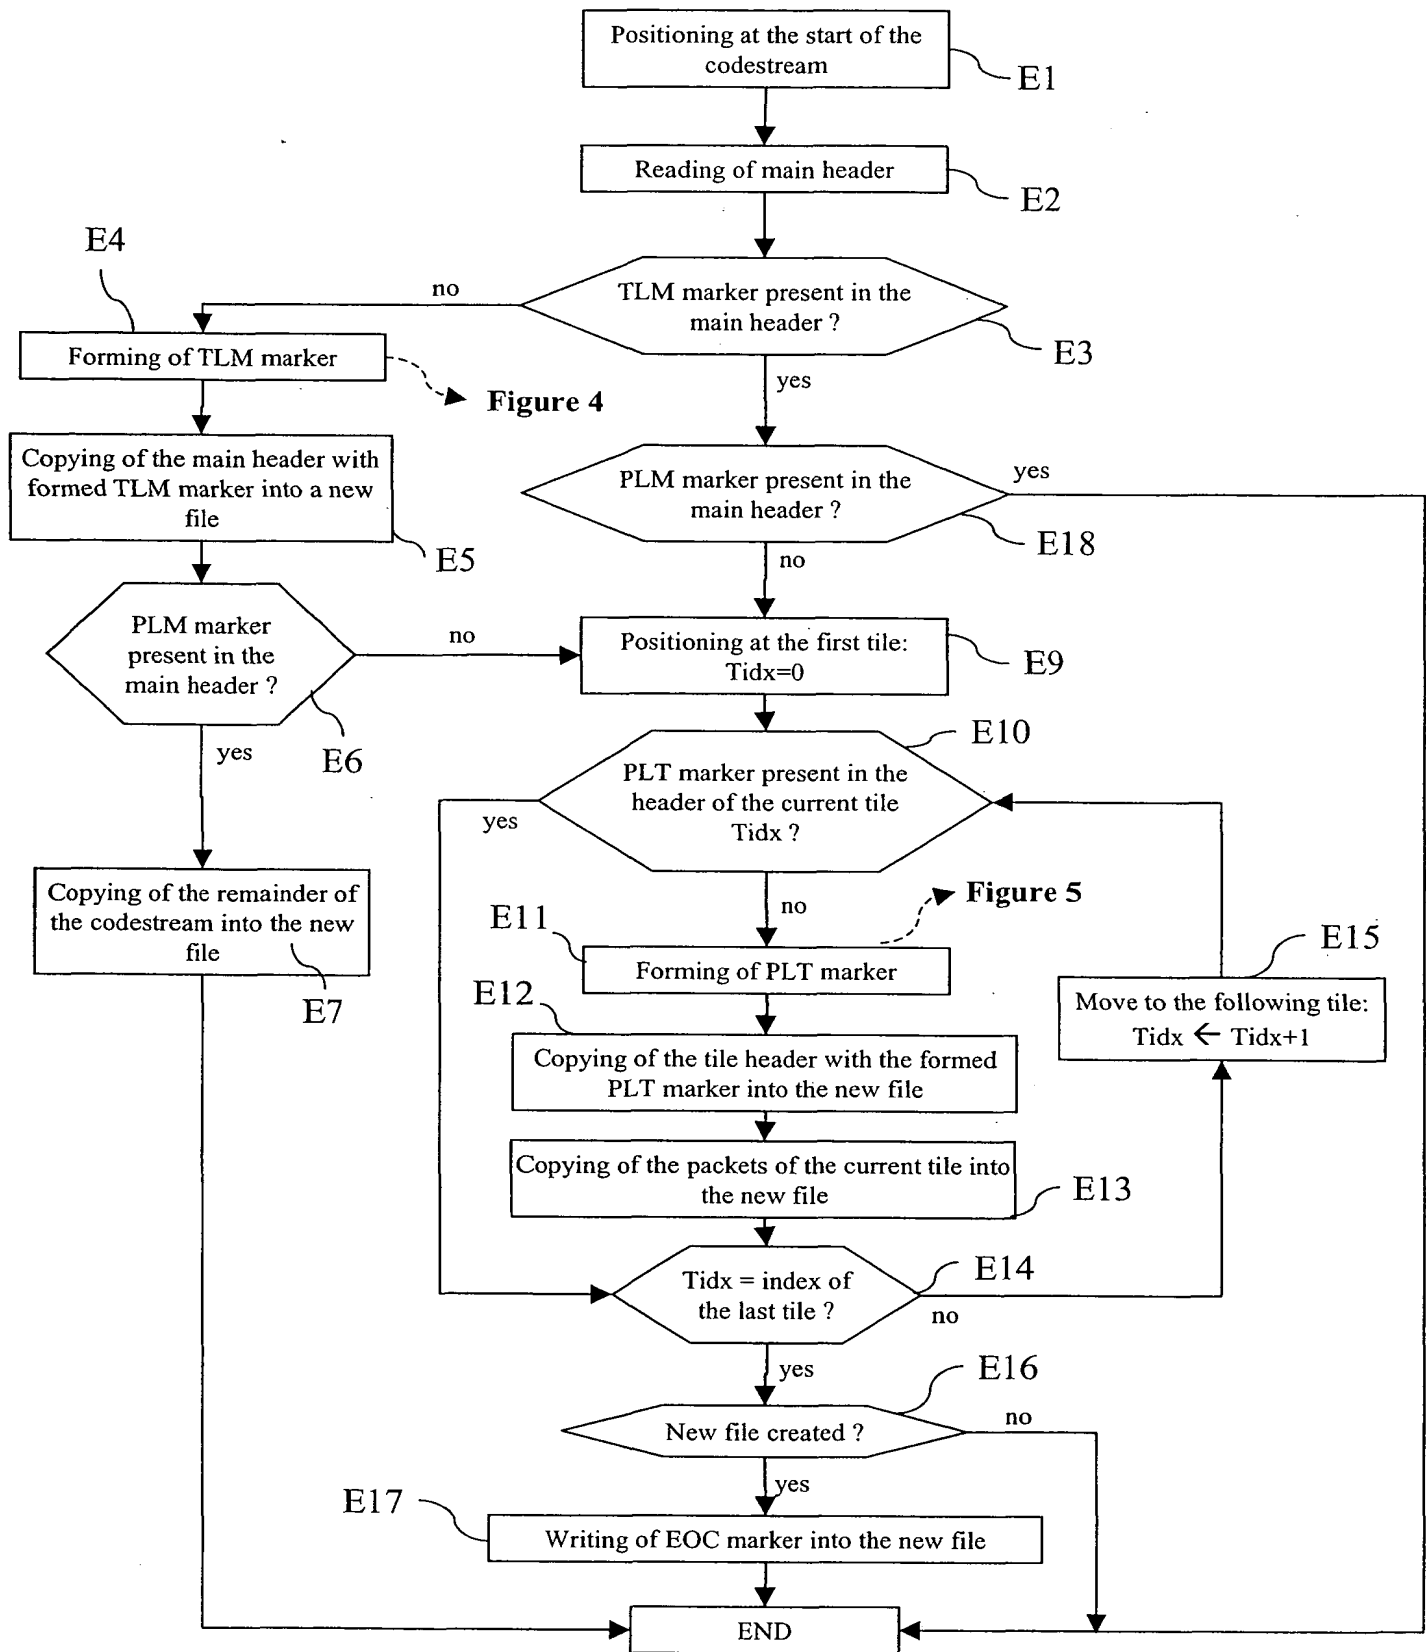 Positioning at the start of the
codestream
E1
Reading of main header
E2
E4
no
TLM marker present in the
main header ?
E3
Forming of TLM marker
yes
Figure 4
Copying of the main header with
formed TLM marker into a new
file
E5
PLM marker present in the
main header ?
yes
E18
no
PLM marker
present in the
main header ?
no
E6
yes
Positioning at the first tile:
Tidx=0
E9
E10
PLT marker present in the
header of the current tile
Tidx ?
yes
no
Figure 5
Copying of the remainder of
the codestream into the new
file
E7
E11
Forming of PLT marker
E15
Move to the following tile:
Tidx ← Tidx+1
E12
Copying of the tile header with the formed
PLT marker into the new file
Copying of the packets of the current tile into
the new file
E13
Tidx = index of
the last tile ?
E14
no
yes
E16
New file created ?
no
yes
E17
Writing of EOC marker into the new file
END